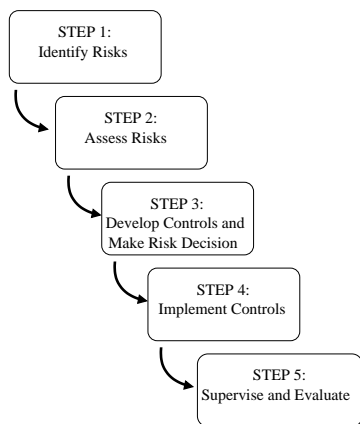 STEP 1:
Identify Risks
STEP 2:
Assess Risks
STEP 3:
Develop Controls and
Make Risk Decision
STEP 4:
Implement Controls
STEP 5:
Supervise and Evaluate